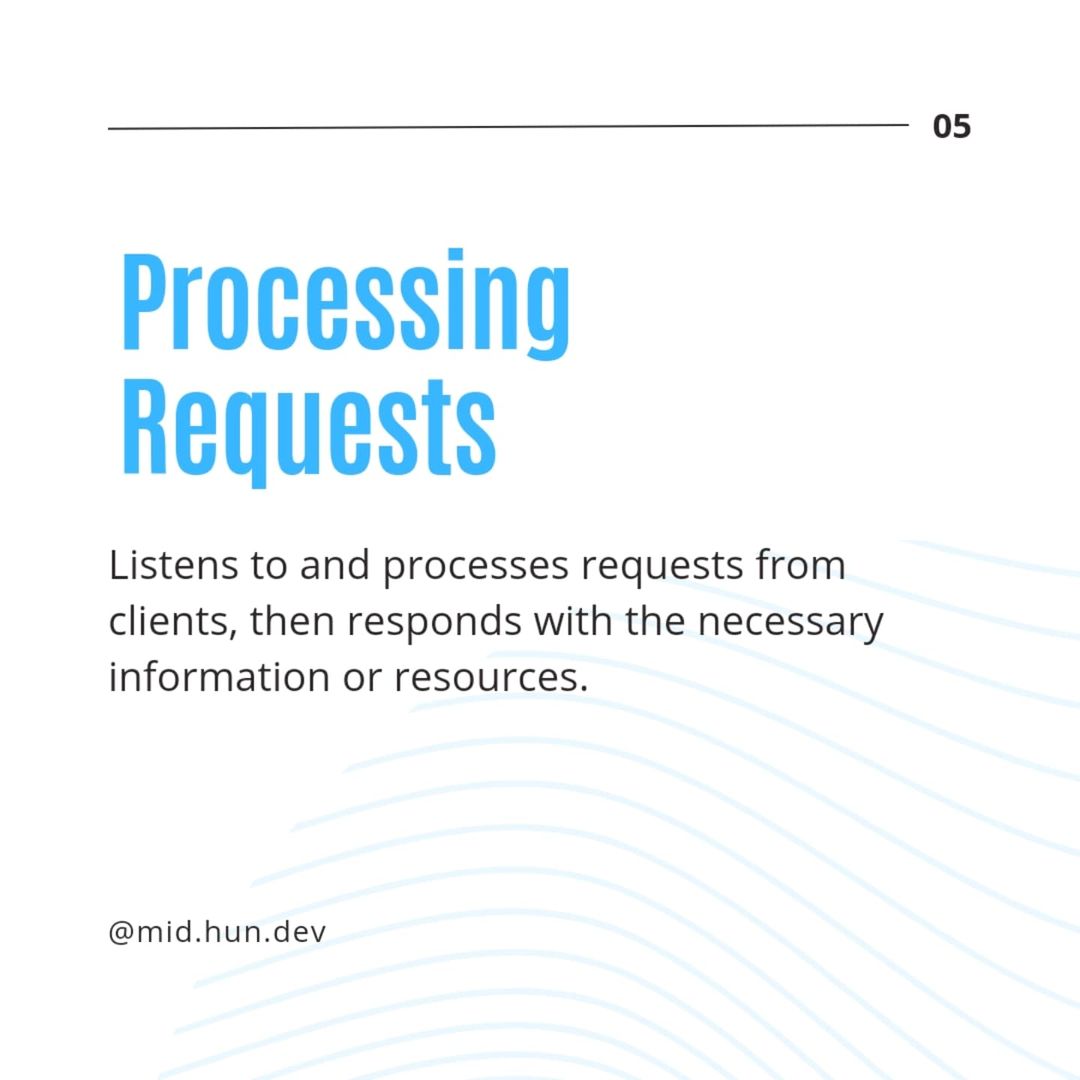 05
Processing
Requests
Listens to and processes requests from
clients, then responds with the necessary
information or resources.
@mid.hun.dev